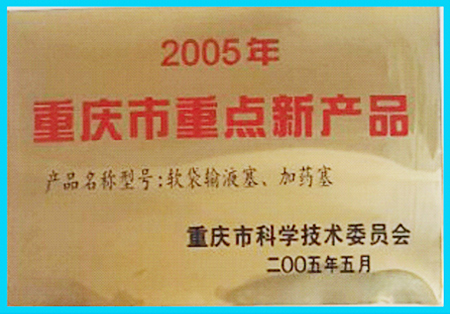 2005年
重庆市重点新产品
产品名称型号:软袋输液塞、加药塞
重庆市科学技术委员会
二00五年五月